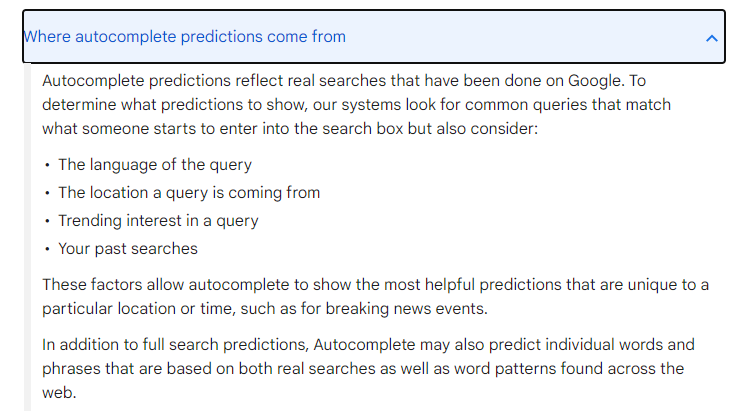 Where autocomplete predictions come from
Autocomplete predictions reflect real searches that have been done on Google. To
determine what predictions to show, our systems look for common queries that match
what someone starts to enter into the search box but also consider:
• The language of the query
• The location a query is coming from
• Trending interest in a query
• Your past searches
These factors allow autocomplete to show the most helpful predictions that are unique to a
particular location or time, such as for breaking news events.
In addition to full search predictions, Autocomplete may also predict individual words and
phrases that are based on both real searches as well as word patterns found across the
web.